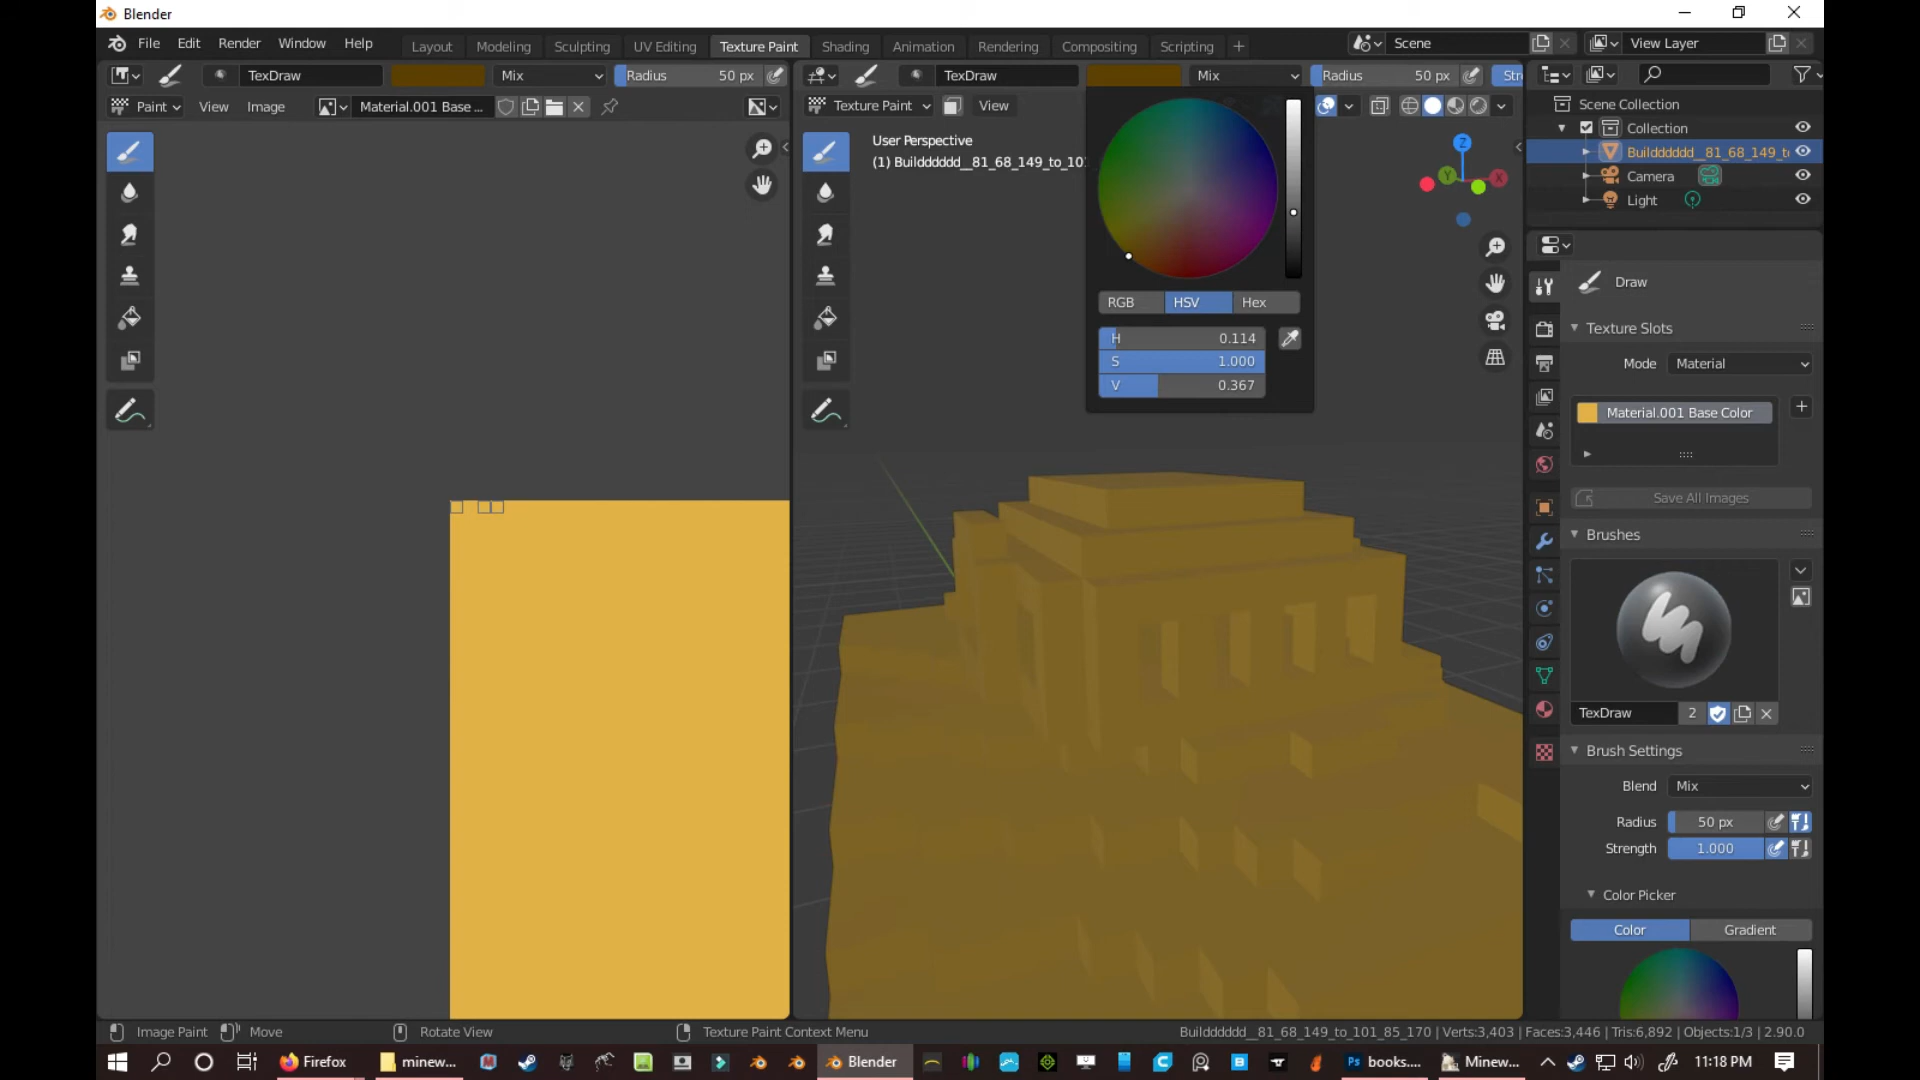 Blender
File Edit Render Window Help
Layout Modeling Sculpting UV Editing Texture Paint Shading Animation Rendering Compositing Scripting
Scene
View Layer
TexDraw Mix Radius 50 px
TexDraw Mix Radius 50 px Str
Paint View Image Material.001 Base ...
Texture Paint View
User Perspective
(1) Buildddddd__81_68_149_to_101
RGB HSV Hex
H 0.114
S 1.000
V 0.367
Z
Y
X
Scene Collection
Collection
Buildddddd__81_68_149_t
Camera
Light
Draw
Texture Slots
Mode Material
Material.001 Base Color
Save All Images
Brushes
TexDraw 2
Brush Settings
Blend Mix
Radius 50 px
Strength 1.000
Color Picker
Color Gradient
Image Paint Move Rotate View Texture Paint Context Menu
Buildddddd__81_68_149_to_101_85_170 | Verts:3,403 | Faces:3,446 | Tris:6,892 | Objects:1/3 | 2.90.0
Firefox minew... Blender books.... Minew... 11:18 PM